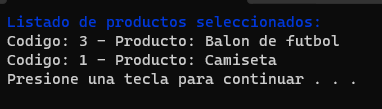 Listado de productos seleccionados:
Codigo: 3 - Producto: Balon de futbol
Codigo: 1 - Producto: Camiseta
Presione una tecla para continuar . . .